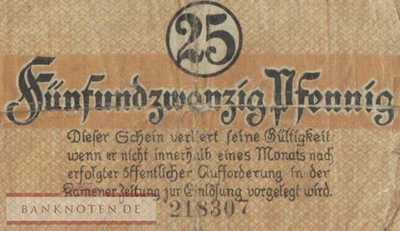 25
Fünfundzwanzig Pfennig
Dieser Schein verliert seine Gültigkeit
wenn er nicht innerhalb eines Monats nach
erfolgter öffentlicher Aufforderung in der
Kamener Zeitung zur Einlösung vorgelegt wird.
218307
BANKNOTEN.DE